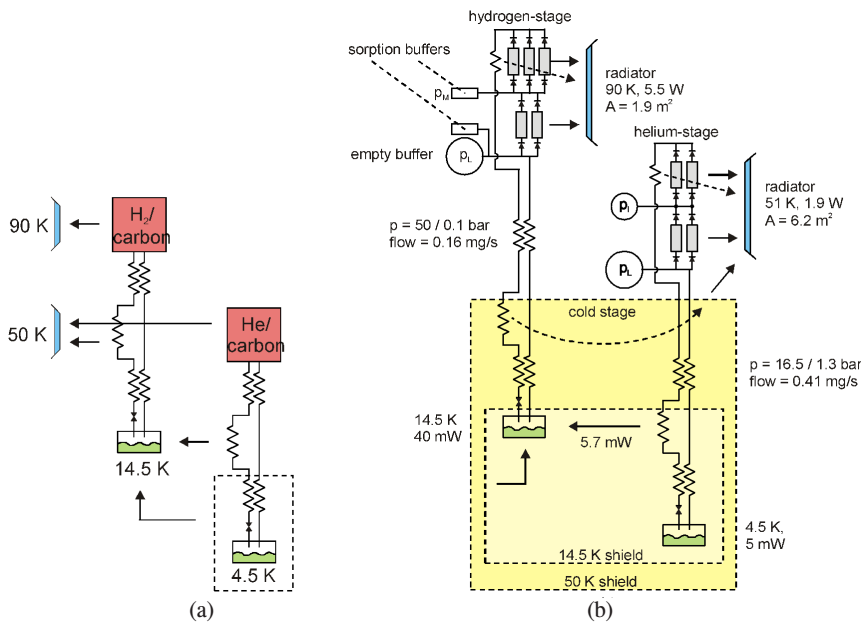 90 K
H2/
carbon
50 K
He/
carbon
14.5 K
4.5 K
(a)
b)
hydrogen-stage
sorption buffers
pM
empty buffer
pL
radiator
90 K, 5.5 W
A = 1.9 m²
helium-stage
radiator
51 K, 1.9 W
A = 6.2 m²
pI
pL
p = 50 / 0.1 bar
flow = 0.16 mg/s
cold stage
p = 16.5 / 1.3 bar
flow = 0.41 mg/s
14.5 K
40 mW
5.7 mW
4.5 K,
5 mW
14.5 K shield
50 K shield
(b)
a)